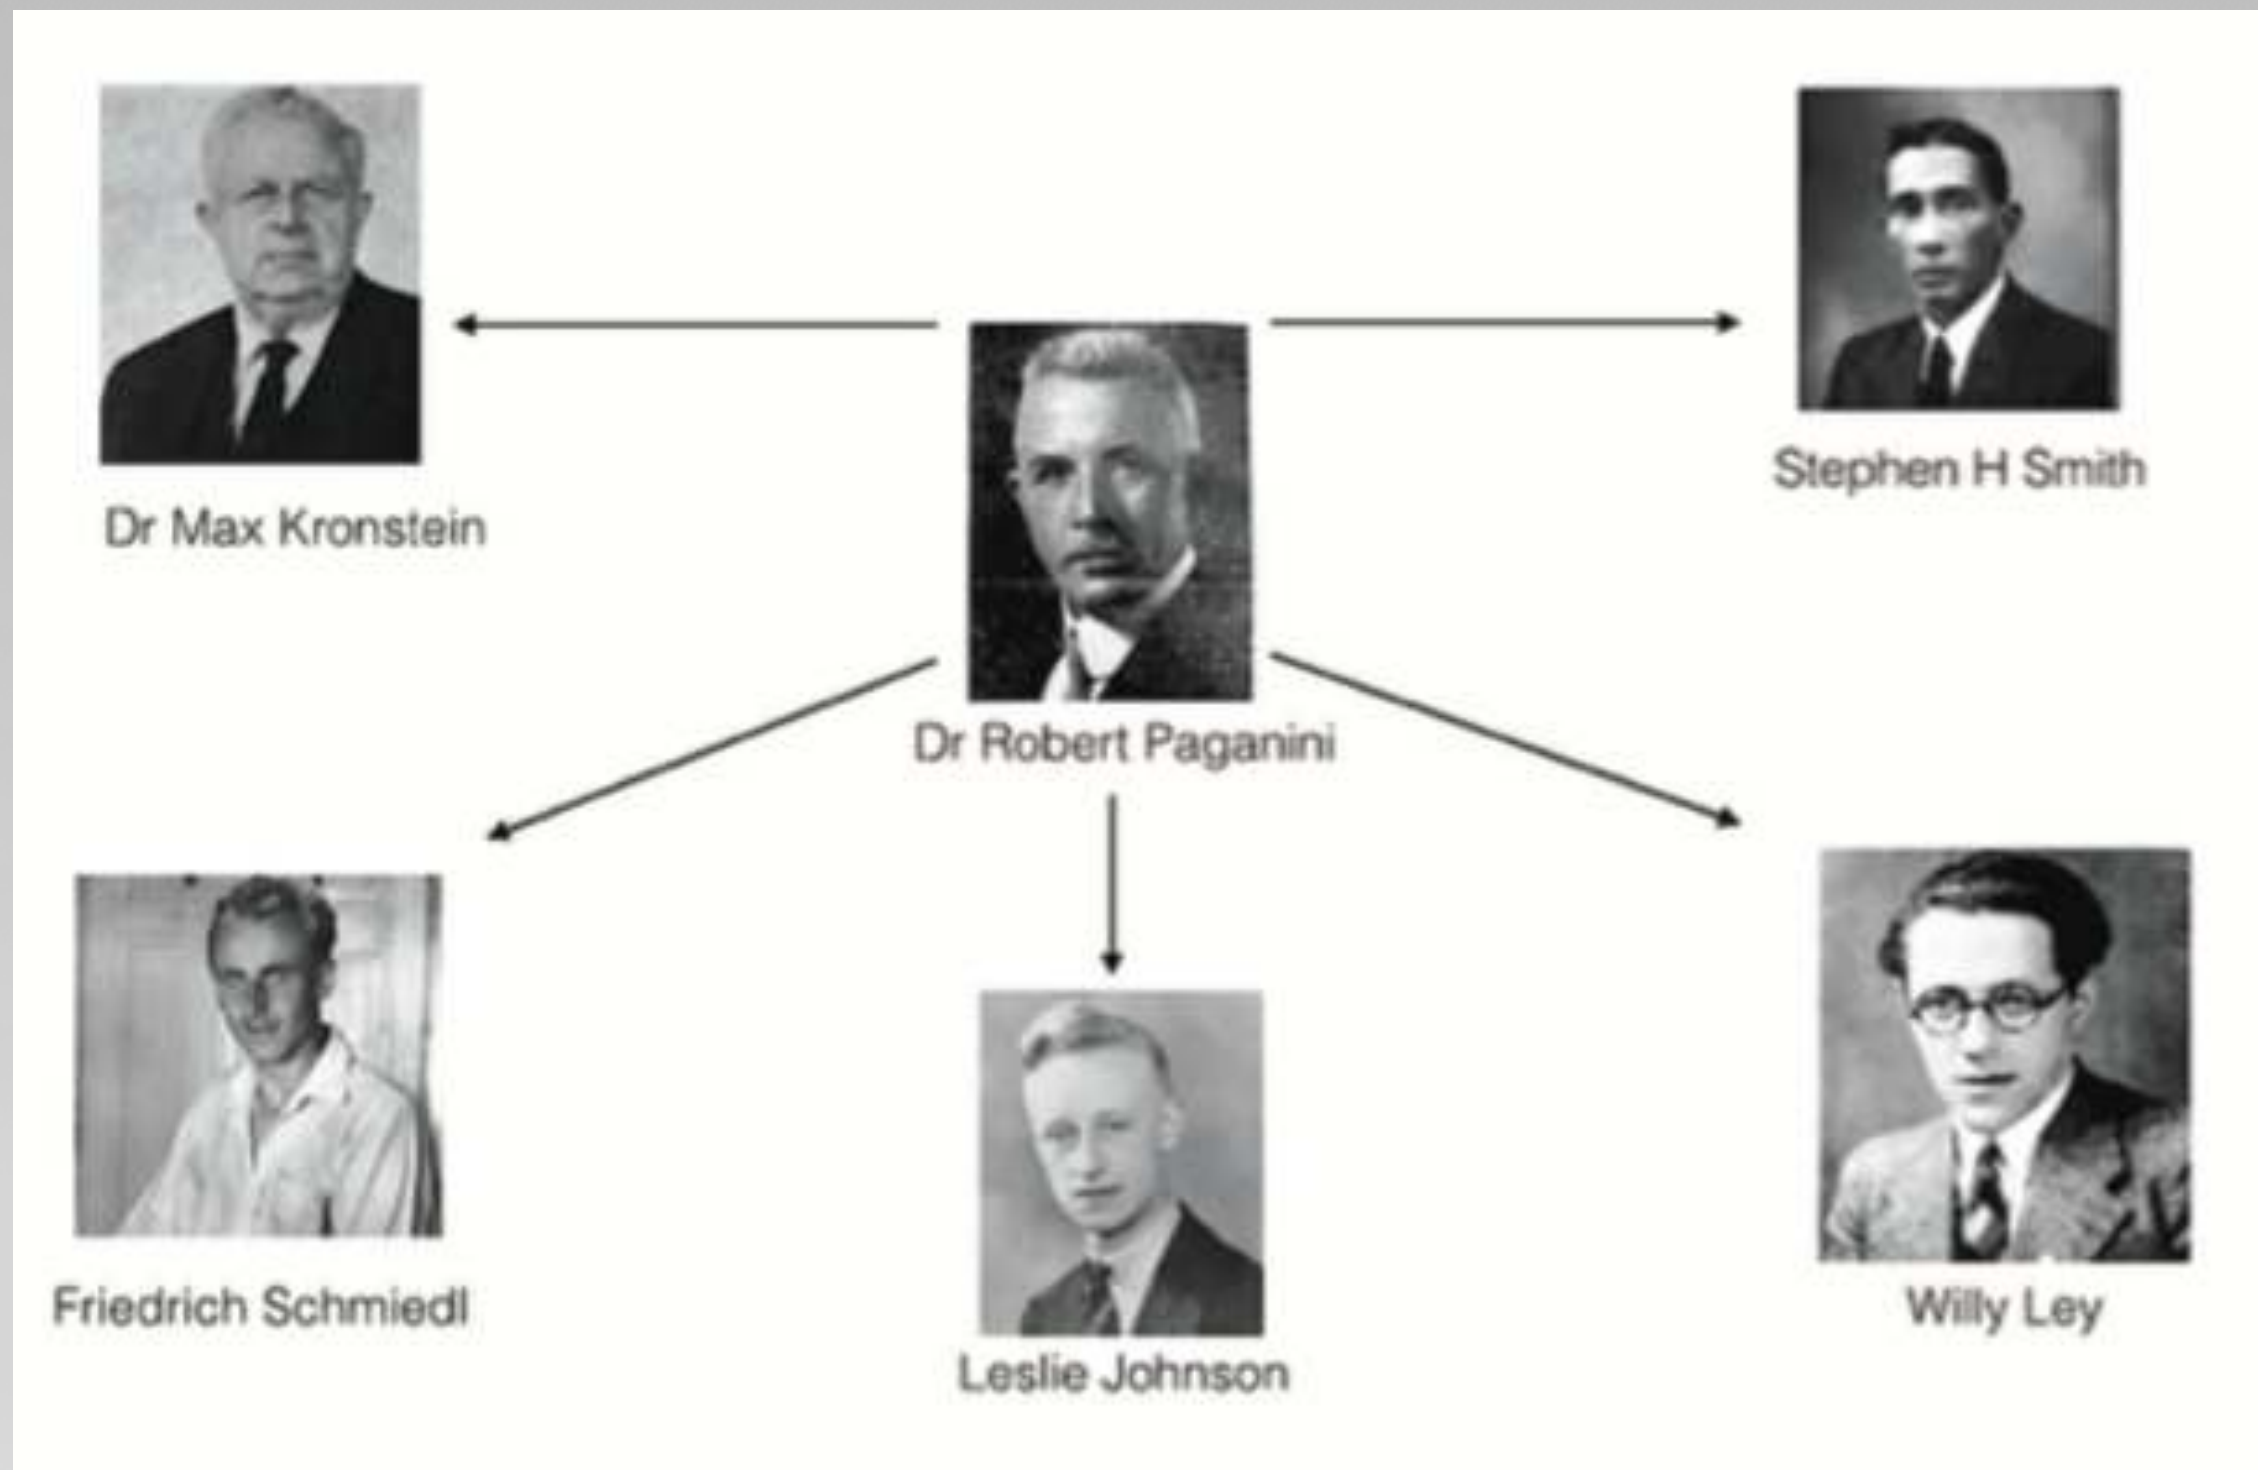 Dr Max Kronstein
Stephen H Smith
Dr Robert Paganini
Friedrich Schmiedl
Leslie Johnson
Willy Ley